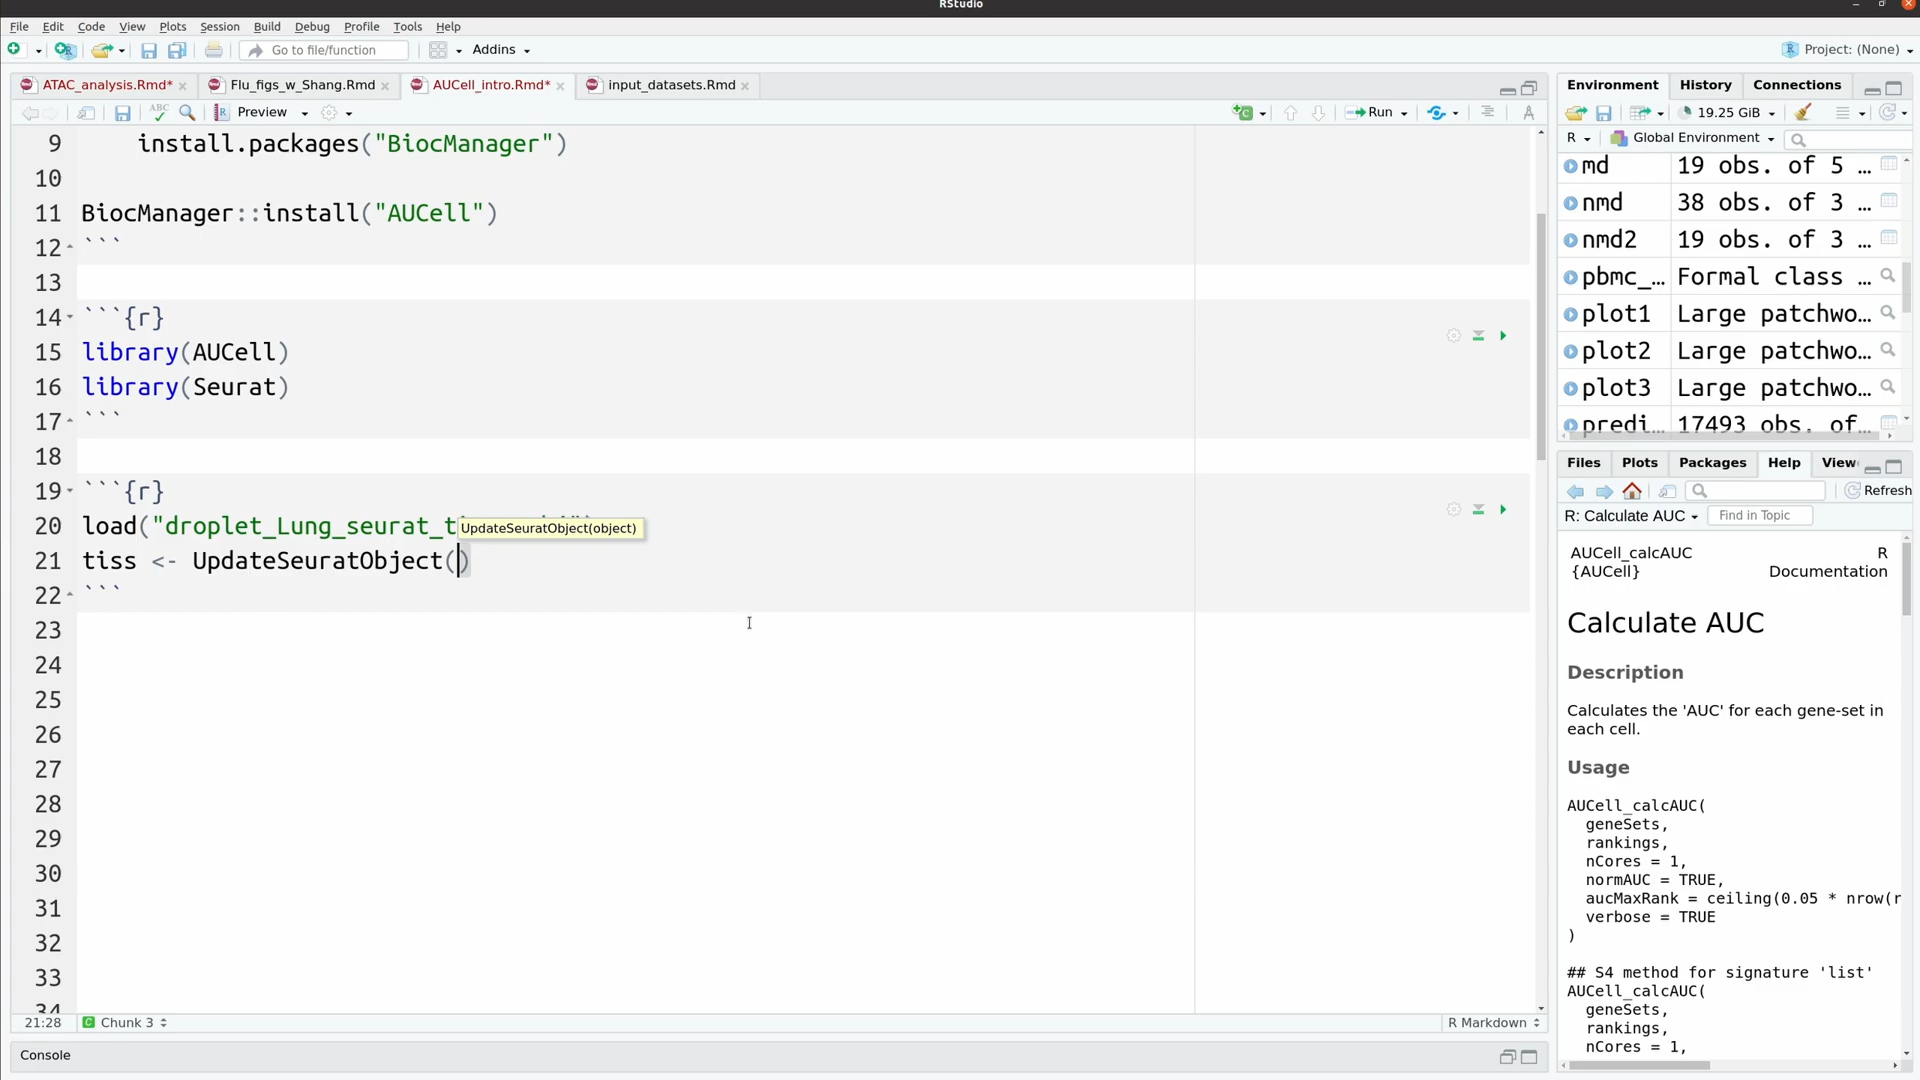 RStudio
File Edit Code View Plots Session Build Debug Profile Tools Help
Go to file/function Addins Project: (None)
ATAC_analysis.Rmd* Flu_figs_w_Shang.Rmd AUCell_intro.Rmd* input_datasets.Rmd
ABC Preview Run
9 install.packages("BiocManager")
10
11 BiocManager::install("AUCell")
12 ```
13
14 ```{r}
15 library(AUCell)
16 library(Seurat)
17 ```
18
19 ```{r}
20 load("droplet_Lung_seurat_t
UpdateSeuratObject(object)
21 tiss <- UpdateSeuratObject()
22 ```
23
24
25
26
27
28
29
30
31
32
33
34
21:28 Chunk 3 R Markdown
Console
Environment History Connections
19.25 GiB
R Global Environment
md 19 obs. of 5 …
nmd 38 obs. of 3 …
nmd2 19 obs. of 3 …
pbmc_… Formal class …
plot1 Large patchwo…
plot2 Large patchwo…
plot3 Large patchwo…
predi… 17493 obs. of…
Files Plots Packages Help View
Refresh
R: Calculate AUC Find in Topic
AUCell_calcAUC R
{AUCell} Documentation
Calculate AUC
Description
Calculates the 'AUC' for each gene-set in
each cell.
Usage
AUCell_calcAUC(
geneSets,
rankings,
nCores = 1,
normAUC = TRUE,
aucMaxRank = ceiling(0.05 * nrow(r
verbose = TRUE
)
## S4 method for signature 'list'
AUCell_calcAUC(
geneSets,
rankings,
nCores = 1,